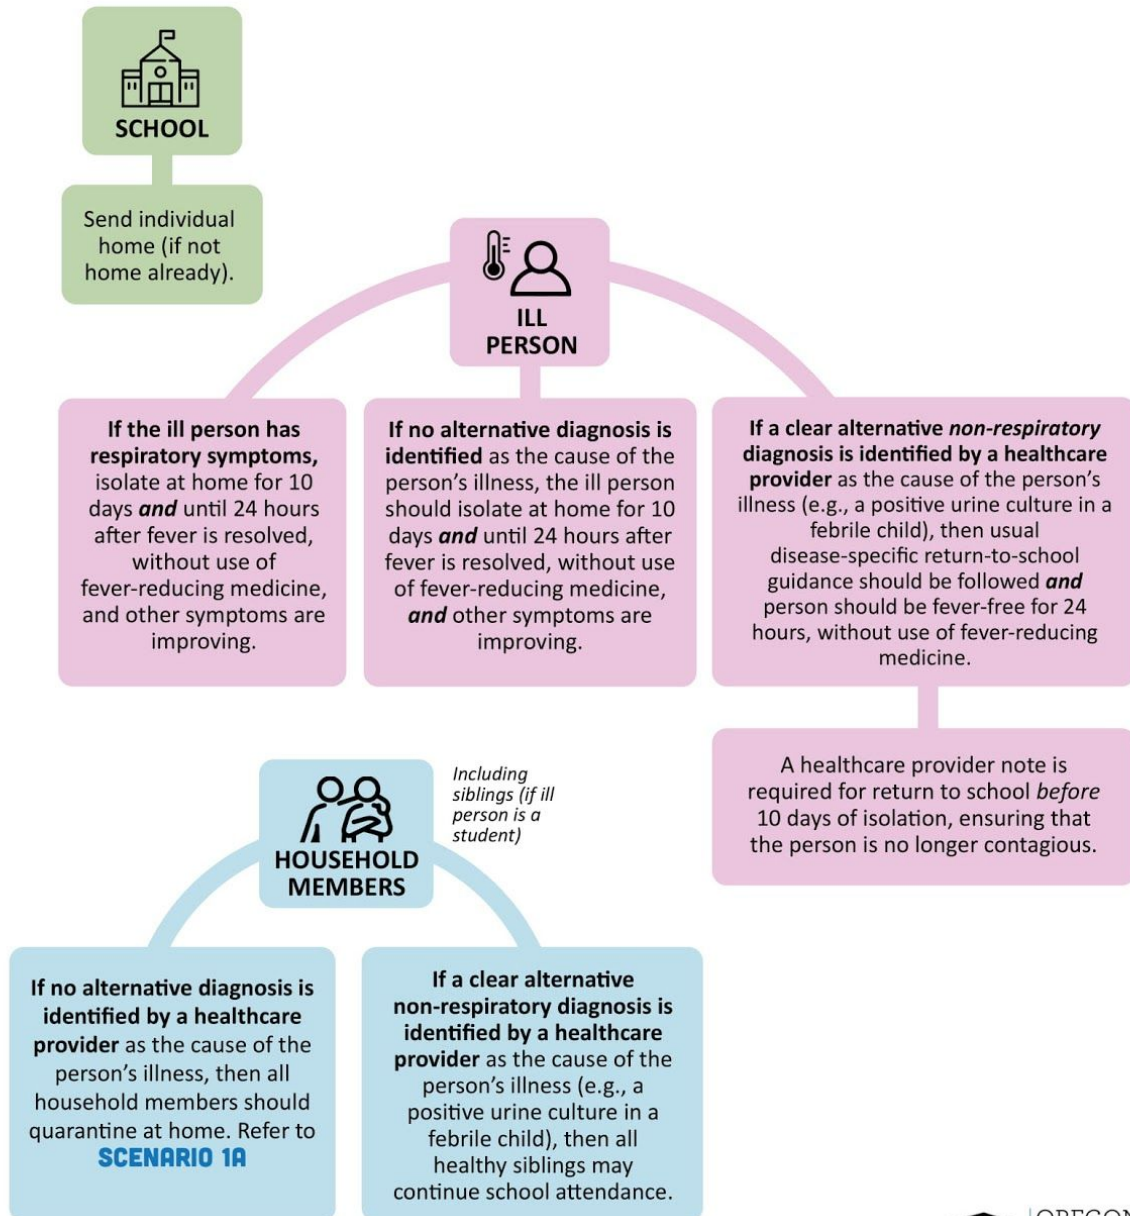 SCHOOL
Send individual
home (if not
home already).
ILL
PERSON
If the ill person has
respiratory symptoms,
isolate at home for 10
days and until 24 hours
after fever is resolved,
without use of
fever-reducing medicine,
and other symptoms are
improving.
If no alternative diagnosis is
identified as the cause of the
person’s illness, the ill person
should isolate at home for 10
days and until 24 hours after
fever is resolved, without use
of fever-reducing medicine,
and other symptoms are
improving.
If a clear alternative non-respiratory
diagnosis is identified by a healthcare
provider as the cause of the person’s
illness (e.g., a positive urine culture in a
febrile child), then usual
disease-specific return-to-school
guidance should be followed and
person should be fever-free for 24
hours, without use of fever-reducing
medicine.
A healthcare provider note is
required for return to school before
10 days of isolation, ensuring that
the person is no longer contagious.
HOUSEHOLD
MEMBERS
Including
siblings (if ill
person is a
student)
If no alternative diagnosis is
identified by a healthcare
provider as the cause of the
person’s illness, then all
household members should
quarantine at home. Refer to
SCENARIO 1A
If a clear alternative
non-respiratory diagnosis is
identified by a healthcare
provider as the cause of the
person’s illness (e.g., a
positive urine culture in a
febrile child), then all
healthy siblings may
continue school attendance.
OREGON